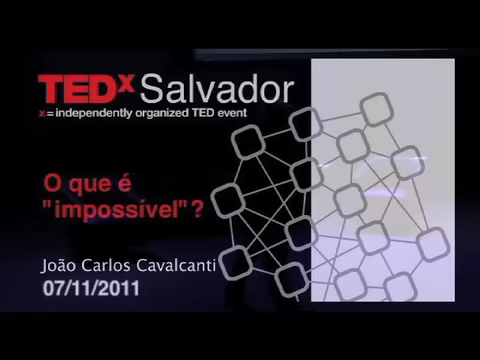 TEDx Salvador
x = independently organized TED event
O que é
"impossível"?
João Carlos Cavalcanti
07/11/2011